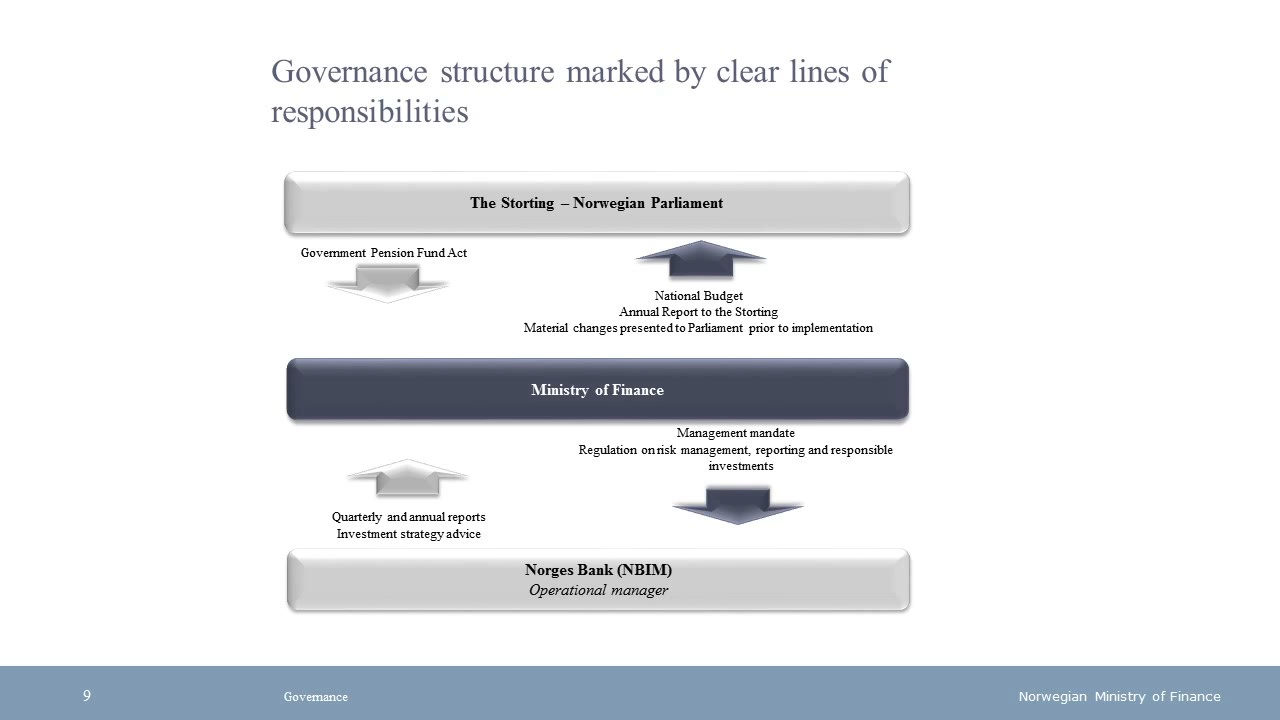 Governance structure marked by clear lines of
responsibilities
The Storting – Norwegian Parliament
Government Pension Fund Act
National Budget
Annual Report to the Storting
Material changes presented to Parliament prior to implementation
Ministry of Finance
Management mandate
Regulation on risk management, reporting and responsible
investments
Quarterly and annual reports
Investment strategy advice
Norges Bank (NBIM)
Operational manager
9
Governance
Norwegian Ministry of Finance